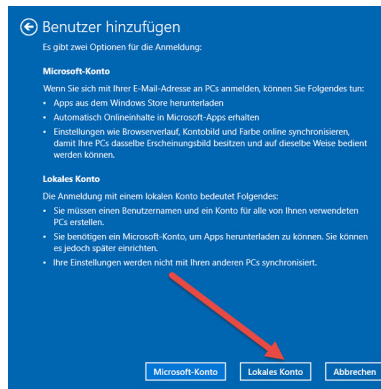 Benutzer hinzufügen
Es gibt zwei Optionen für die Anmeldung:
Microsoft-Konto
Wenn Sie sich mit Ihrer E-Mail-Adresse an PCs anmelden, können Sie Folgendes tun:
• Apps aus dem Windows Store herunterladen
• Automatisch Onlineinhalte in Microsoft-Apps erhalten
• Einstellungen wie Browserverlauf, Kontobild und Farbe online synchronisieren,
damit Ihre PCs dasselbe Erscheinungsbild besitzen und auf dieselbe Weise bedient
werden können.
Lokales Konto
Die Anmeldung mit einem lokalen Konto bedeutet Folgendes:
• Sie müssen einen Benutzernamen und ein Konto für alle von Ihnen verwendeten
PCs erstellen.
• Sie benötigen ein Microsoft-Konto, um Apps herunterladen zu können. Sie können
es jedoch später einrichten.
• Ihre Einstellungen werden nicht mit Ihren anderen PCs synchronisiert.
Microsoft-Konto Lokales Konto Abbrechen